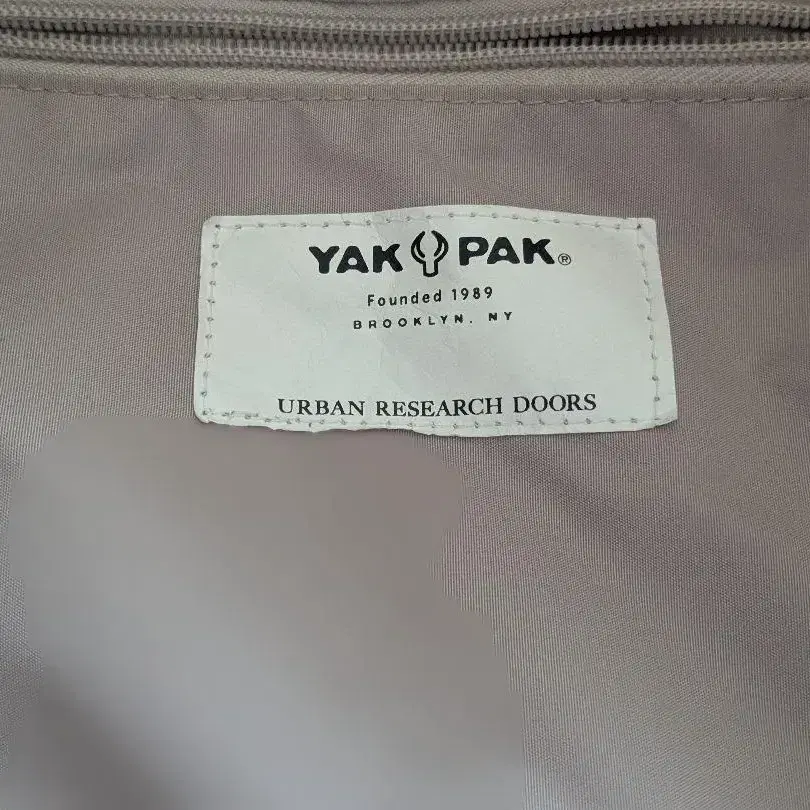 YAK PAK®
Founded 1989
BROOKLYN. NY
URBAN RESEARCH DOORS